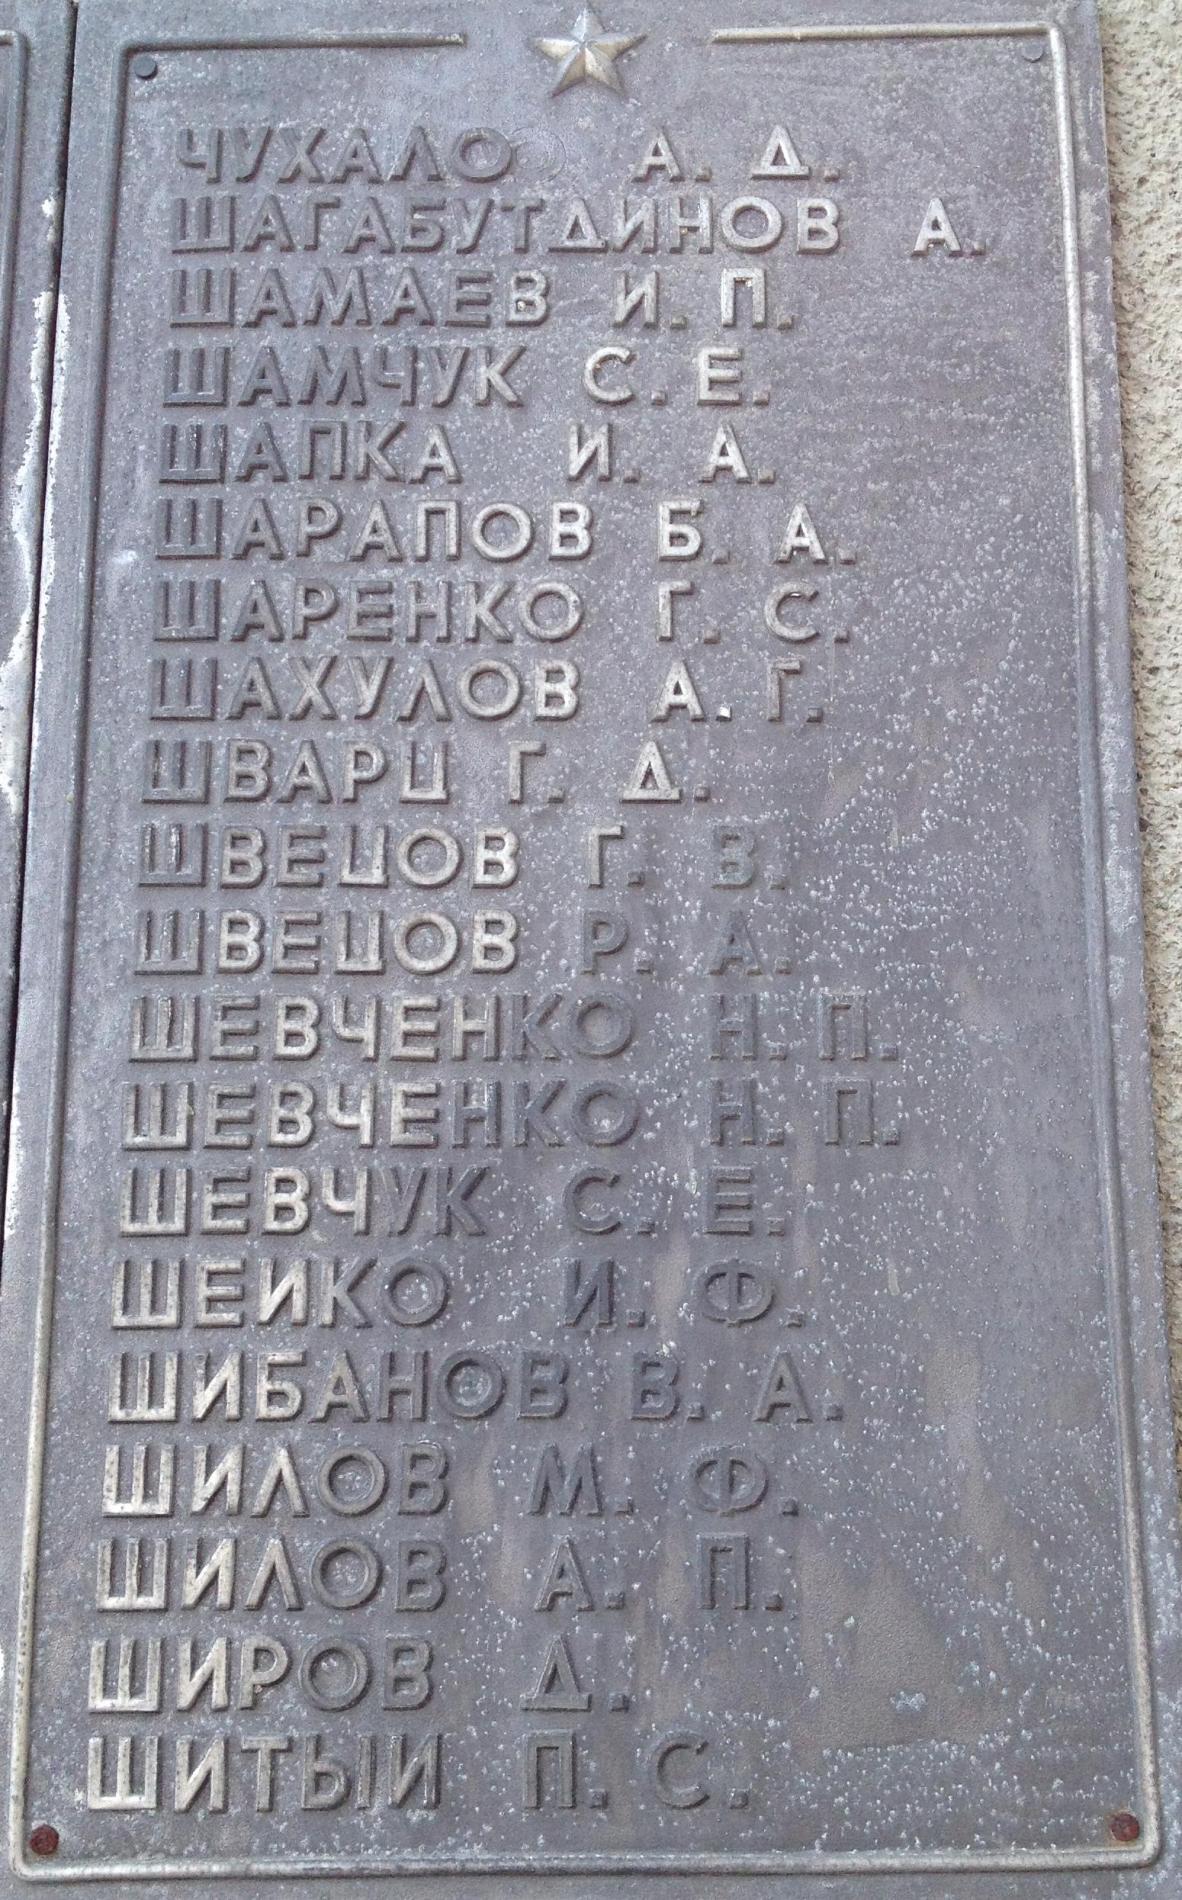 ЧУХАЛО А. Д.
ШАГАБУТДИНОВ А.
ШАМАЕВ И. П.
ШАМЧУК С. Е.
ШАПКА И. А.
ШАРАПОВ Б. А.
ШАРЕНКО Г. С.
ШАХУЛОВ А. Г.
ШВАРЦ Г. Д.
ШВЕЦОВ Г. В.
ШВЕЦОВ Р. А.
ШЕВЧЕНКО Н. П.
ШЕВЧЕНКО Н. П.
ШЕВЧУК С. Е.
ШЕИКО И. Ф.
ШИБАНОВ В. А.
ШИЛОВ М. Ф.
ШИЛОВ А. П.
ШИРОВ Д.
ШИТЫИ П. С.